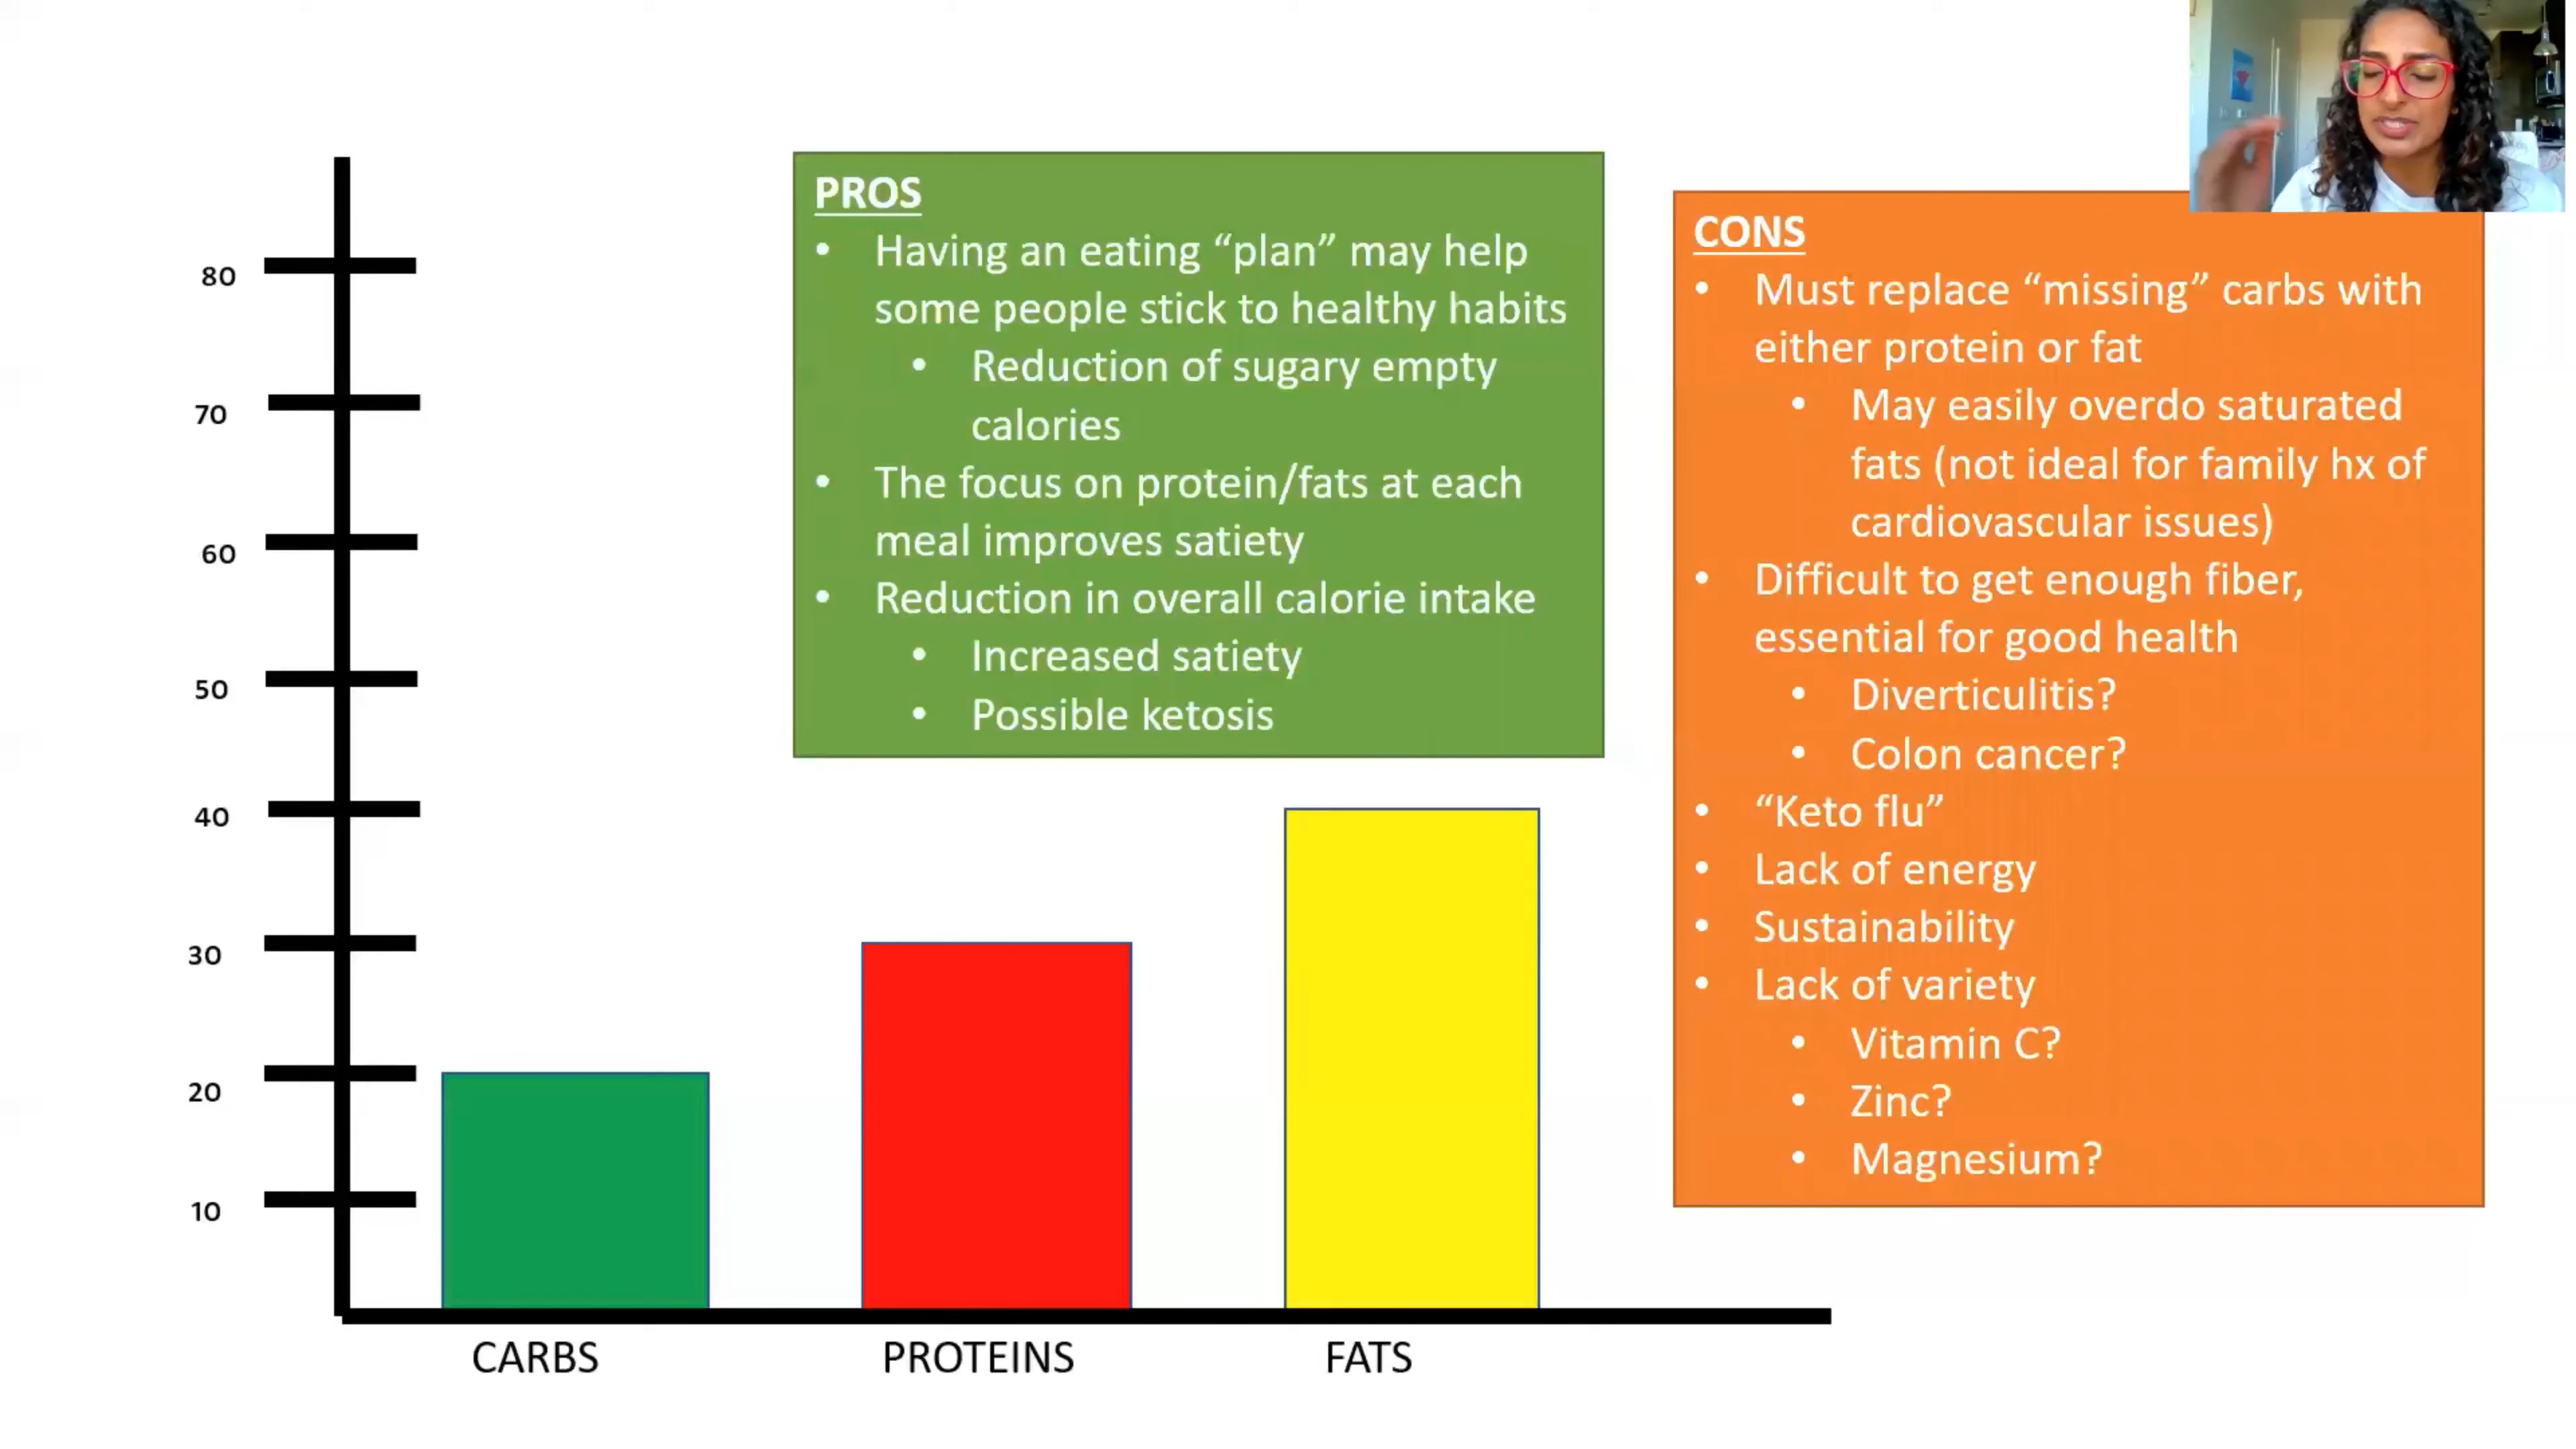 80
70
60
50
40
30
20
10
CARBS
PROTEINS
FATS
PROS
• Having an eating “plan” may help
some people stick to healthy habits
• Reduction of sugary empty
calories
• The focus on protein/fats at each
meal improves satiety
• Reduction in overall calorie intake
• Increased satiety
• Possible ketosis
CONS
• Must replace “missing” carbs with
either protein or fat
• May easily overdo saturated
fats (not ideal for family hx of
cardiovascular issues)
• Difficult to get enough fiber,
essential for good health
• Diverticulitis?
• Colon cancer?
• “Keto flu”
• Lack of energy
• Sustainability
• Lack of variety
• Vitamin C?
• Zinc?
• Magnesium?